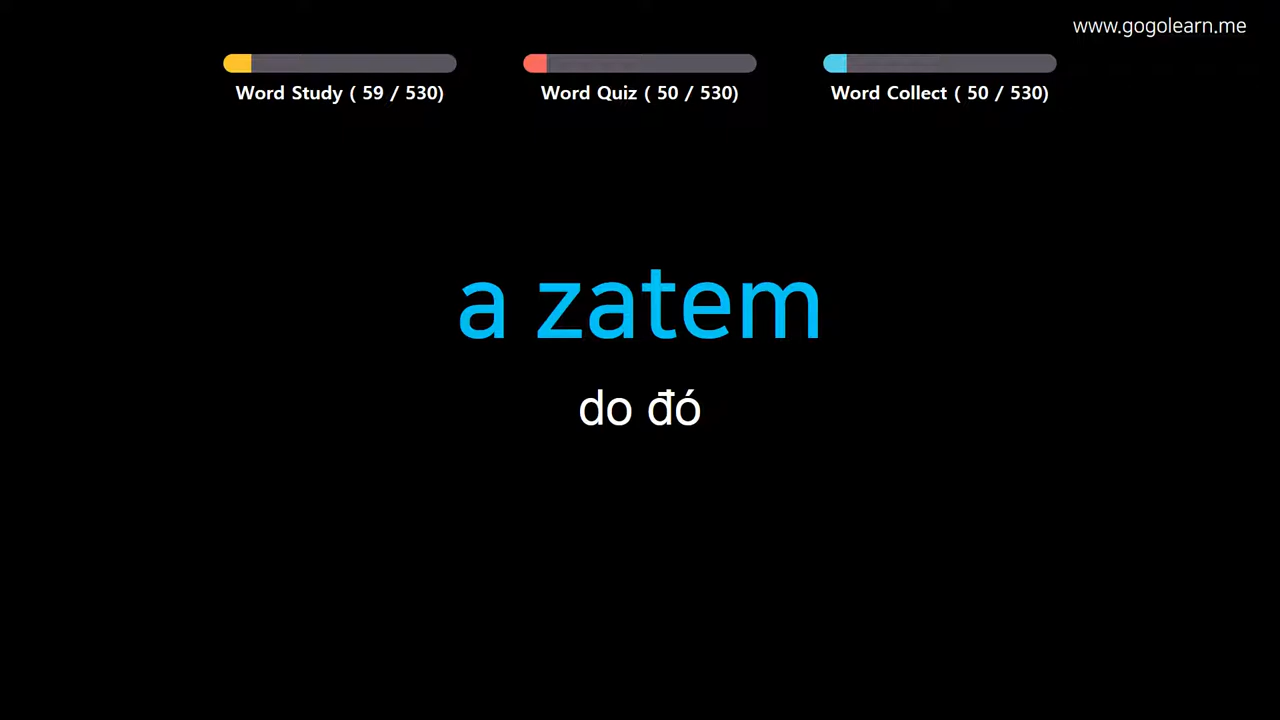 www.gogolearn.me
Word Study ( 59 / 530)
Word Quiz ( 50 / 530)
Word Collect ( 50 / 530)
a zatem
do đó